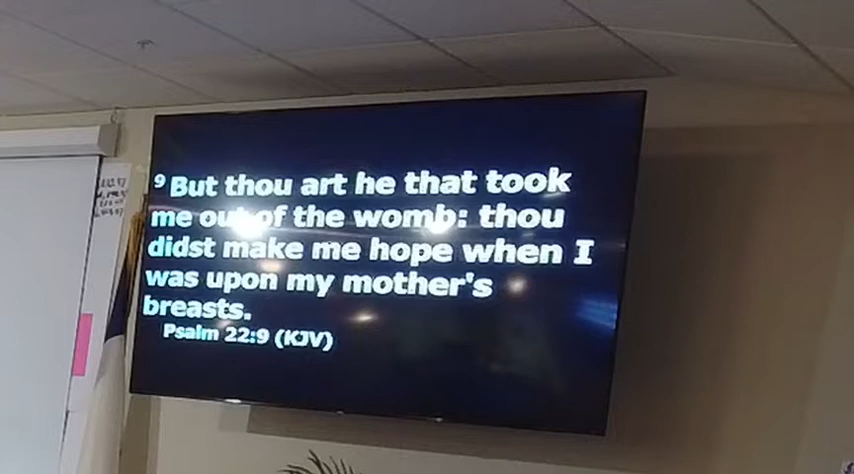 9 But thou art he that took
me out of the womb: thou
didst make me hope when I
was upon my mother's
breasts.
Psalm 22:9 (KJV)